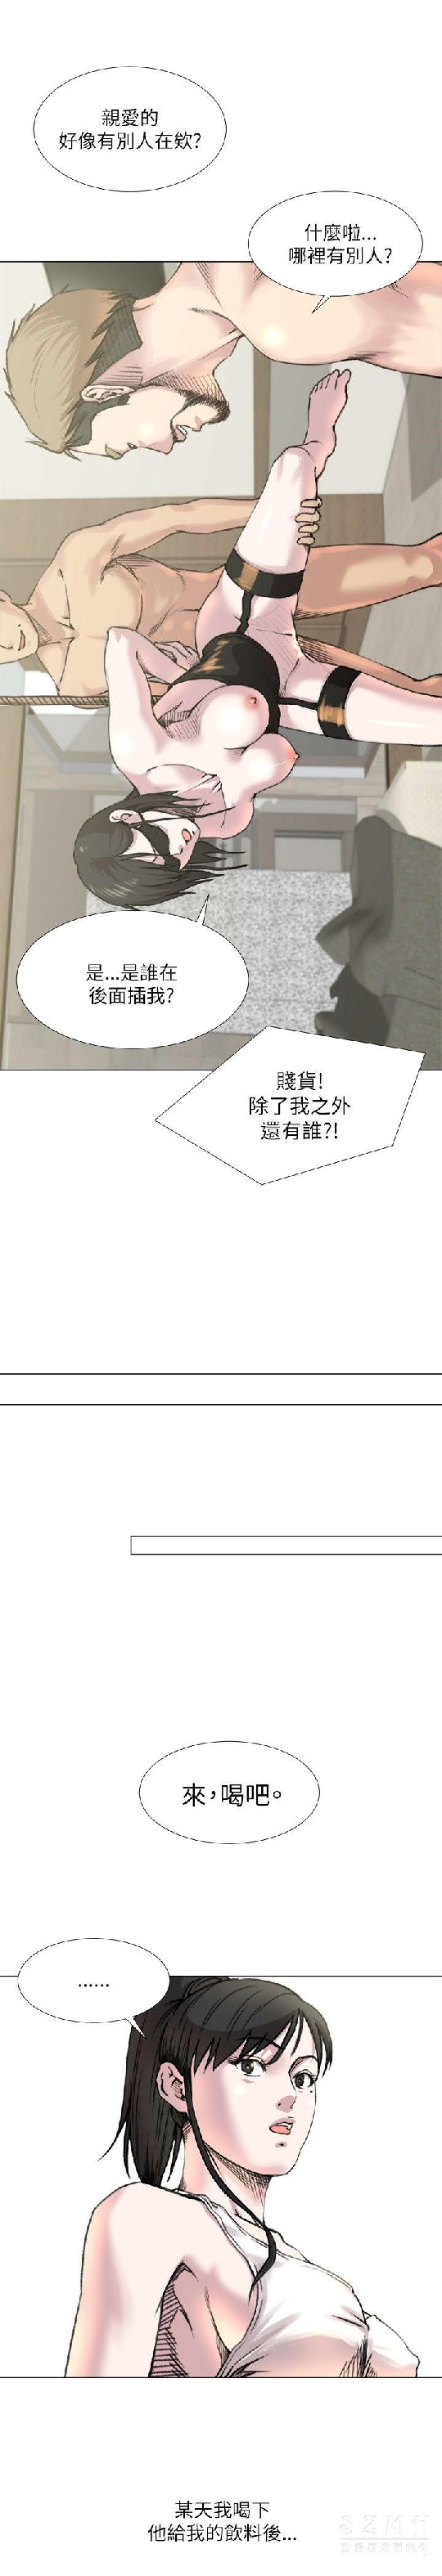 親愛的
好像有別人在欸?
什麼啦...
哪裡有別人?
是...是誰在
後面插我?
賤貨!
除了我之外
還有誰?!
來,喝吧。
......
某天我喝下
他給我的飲料後...
SZMH